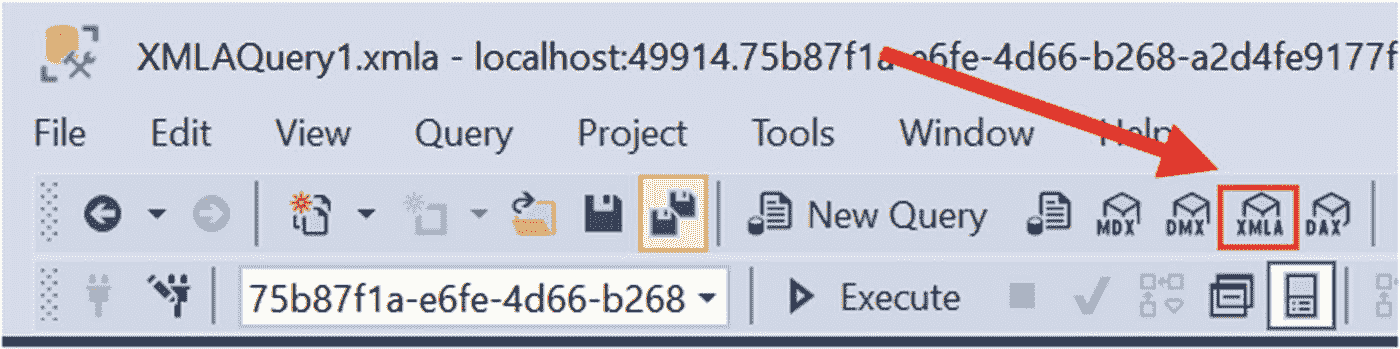 XMLAQuery1.xmla - localhost:49914.75b87f1a-e6fe-4d66-b268-a2d4fe9177f
File Edit View Query Project Tools Window Help
New Query MDX DMX XMLA DAX
75b87f1a-e6fe-4d66-b268 Execute